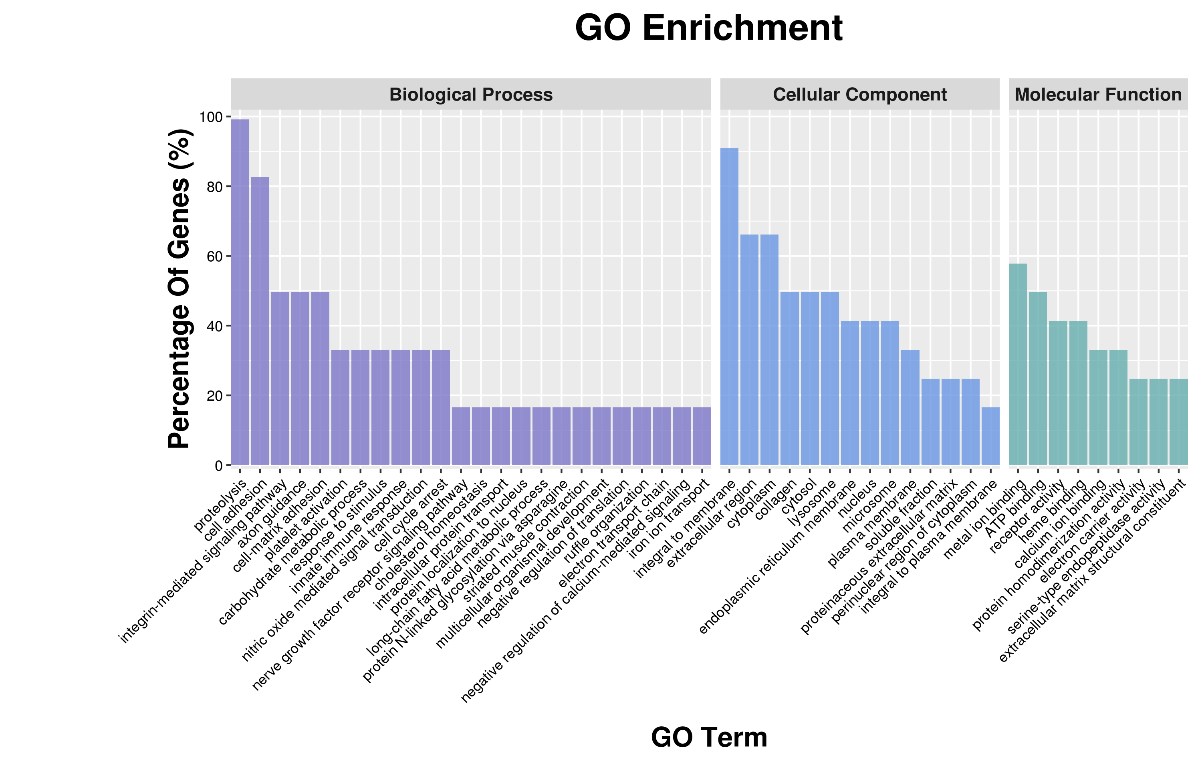 GO Enrichment
Biological Process
Cellular Component
Molecular Function
Percentage Of Genes (%)
100
80
60
40
20
0
proteolysis
cell adhesion
integrin-mediated signaling pathway
axon guidance
cell-matrix adhesion
platelet activation
carbohydrate metabolic process
response to stimulus
innate immune response
nitric oxide mediated signal transduction
cell cycle arrest
nerve growth factor receptor signaling pathway
cholesterol homeostasis
intracellular protein transport
protein localization to nucleus
long-chain fatty acid metabolic process
protein N-linked glycosylation via asparagine
striated muscle contraction
multicellular organismal development
negative regulation of translation
ruffle organization
electron transport chain
negative regulation of calcium-mediated signaling
iron ion transport
integral to membrane
extracellular region
cytoplasm
collagen
cytosol
lysosome
endoplasmic reticulum membrane
nucleus
microsome
plasma membrane
soluble fraction
proteinaceous extracellular matrix
perinuclear region of cytoplasm
integral to plasma membrane
metal ion binding
ATP binding
receptor activity
heme binding
calcium ion binding
protein homodimerization activity
electron carrier activity
serine-type endopeptidase activity
extracellular matrix structural constituent
GO Term